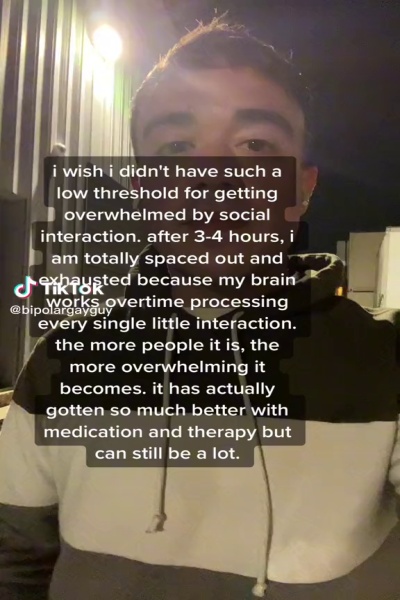 i wish i didn't have such a
low threshold for getting
overwhelmed by social
interaction. after 3-4 hours, i
am totally spaced out and
exhausted because my brain
works overtime processing
every single little interaction.
the more people it is, the
more overwhelming it
becomes. it has actually
gotten so much better with
medication and therapy but
can still be a lot.
TikTok
@bipolargayguy